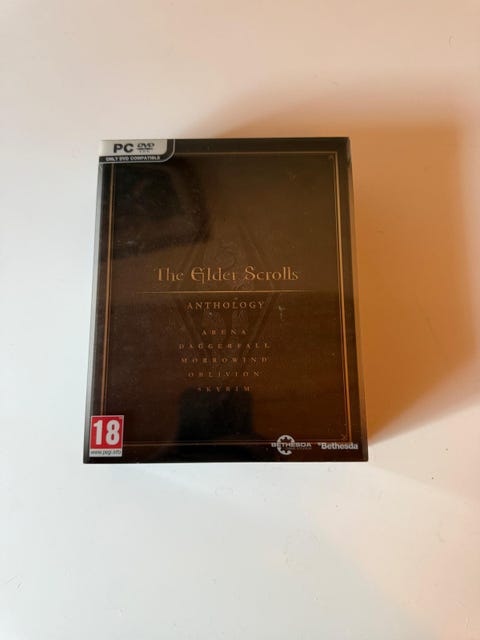 PC DVD
ONLY DVD COMPATIBLE
The Elder Scrolls
ANTHOLOGY
ARENA
DAGGERFALL
MORROWIND
OBLIVION
SKYRIM
18
www.pegi.info
BETHESDA
Bethesda